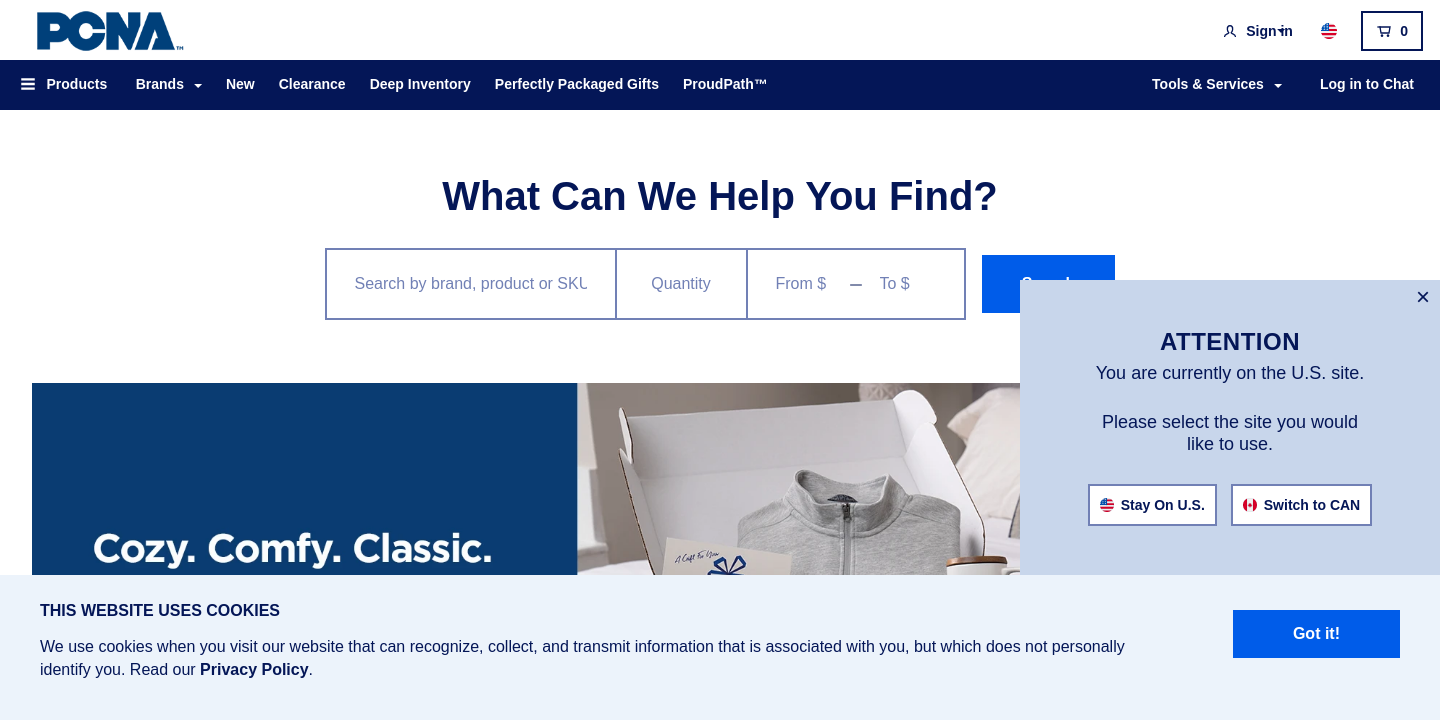 PCNA™
Sign in
0
Products Brands New Clearance Deep Inventory Perfectly Packaged Gifts ProudPath™ Tools & Services Log in to Chat
What Can We Help You Find?
Search by brand, product or SKU Quantity From $ – To $
×
ATTENTION
You are currently on the U.S. site.
Please select the site you would
like to use.
Stay On U.S. Switch to CAN
Cozy. Comfy. Classic.
A Gift For You
THIS WEBSITE USES COOKIES
We use cookies when you visit our website that can recognize, collect, and transmit information that is associated with you, but which does not personally
identify you. Read our Privacy Policy.
Got it!